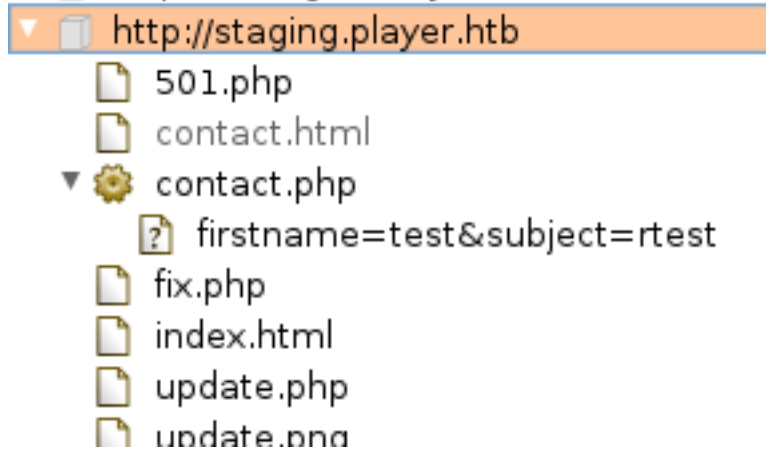 http://staging.player.htb
501.php
contact.html
contact.php
firstname=test&subject=rtest
fix.php
index.html
update.php
update.png